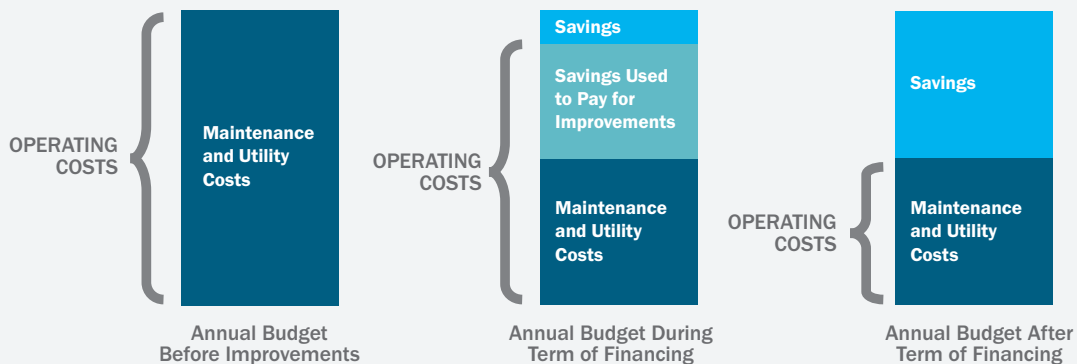 OPERATING
COSTS
Maintenance
and Utility
Costs
Annual Budget
Before Improvements
OPERATING
COSTS
Savings
Savings Used
to Pay for
Improvements
Maintenance
and Utility
Costs
Annual Budget During
Term of Financing
OPERATING
COSTS
Savings
Maintenance
and Utility
Costs
Annual Budget After
Term of Financing